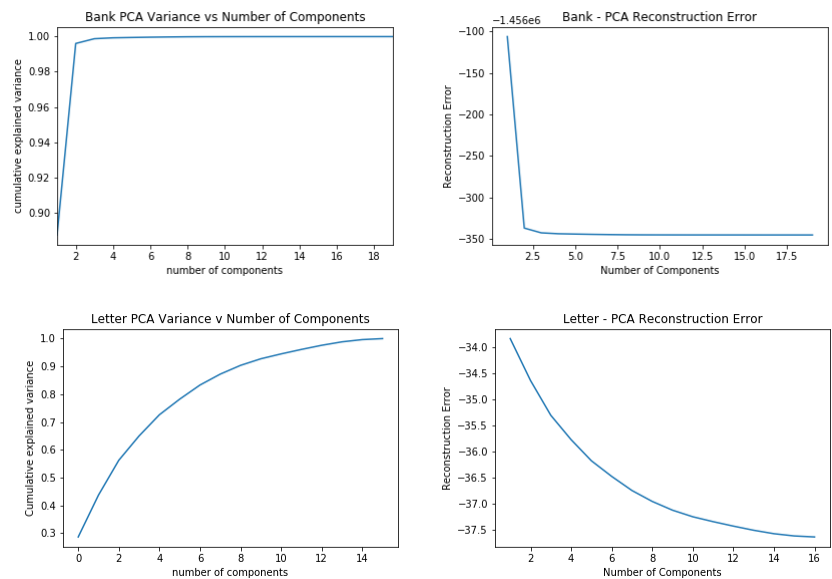 Bank PCA Variance vs Number of Components
cumulative explained variance
1.00
0.98
0.96
0.94
0.92
0.90
2 4 6 8 10 12 14 16 18
number of components
Bank - PCA Reconstruction Error
−1.456e6
Reconstruction Error
−100
−150
−200
−250
−300
−350
2.5 5.0 7.5 10.0 12.5 15.0 17.5
Number of Components
Letter PCA Variance v Number of Components
Cumulative explained variance
1.0
0.9
0.8
0.7
0.6
0.5
0.4
0.3
0 2 4 6 8 10 12 14
number of components
Letter - PCA Reconstruction Error
Reconstruction Error
−34.0
−34.5
−35.0
−35.5
−36.0
−36.5
−37.0
−37.5
2 4 6 8 10 12 14 16
Number of Components